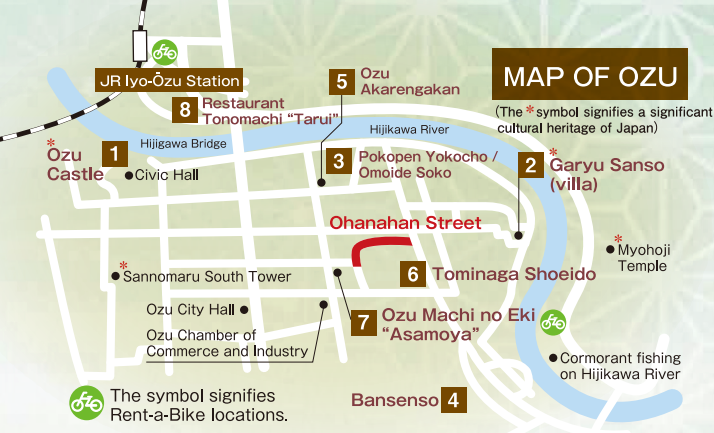 MAP OF OZU
(The * symbol signifies a significant
cultural heritage of Japan)
JR Iyo-Ōzu Station
8 Restaurant
Tonomachi “Tarui”
5 Ozu
Akarengakan
Hijigawa Bridge
Hijikawa River
*
Ozu
Castle 1
Civic Hall
3 Pokopen Yokocho /
Omoide Soko
*
2 Garyu Sanso
(villa)
Ohanahan Street
*
Myohoji
Temple
*
Sannomaru South Tower
6 Tominaga Shoeido
Ozu City Hall
7 Ozu Machi no Eki
“Asamoya”
Ozu Chamber of
Commerce and Industry
Cormorant fishing
on Hijikawa River
Bansenso 4
The symbol signifies
Rent-a-Bike locations.